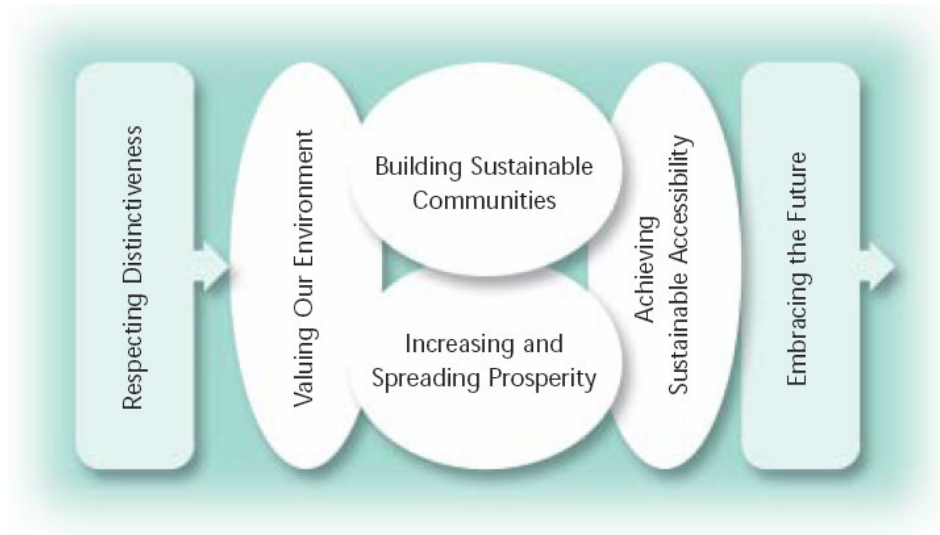 Respecting Distinctiveness
Valuing Our Environment
Building Sustainable
Communities
Increasing and
Spreading Prosperity
Achieving
Sustainable Accessibility
Embracing the Future